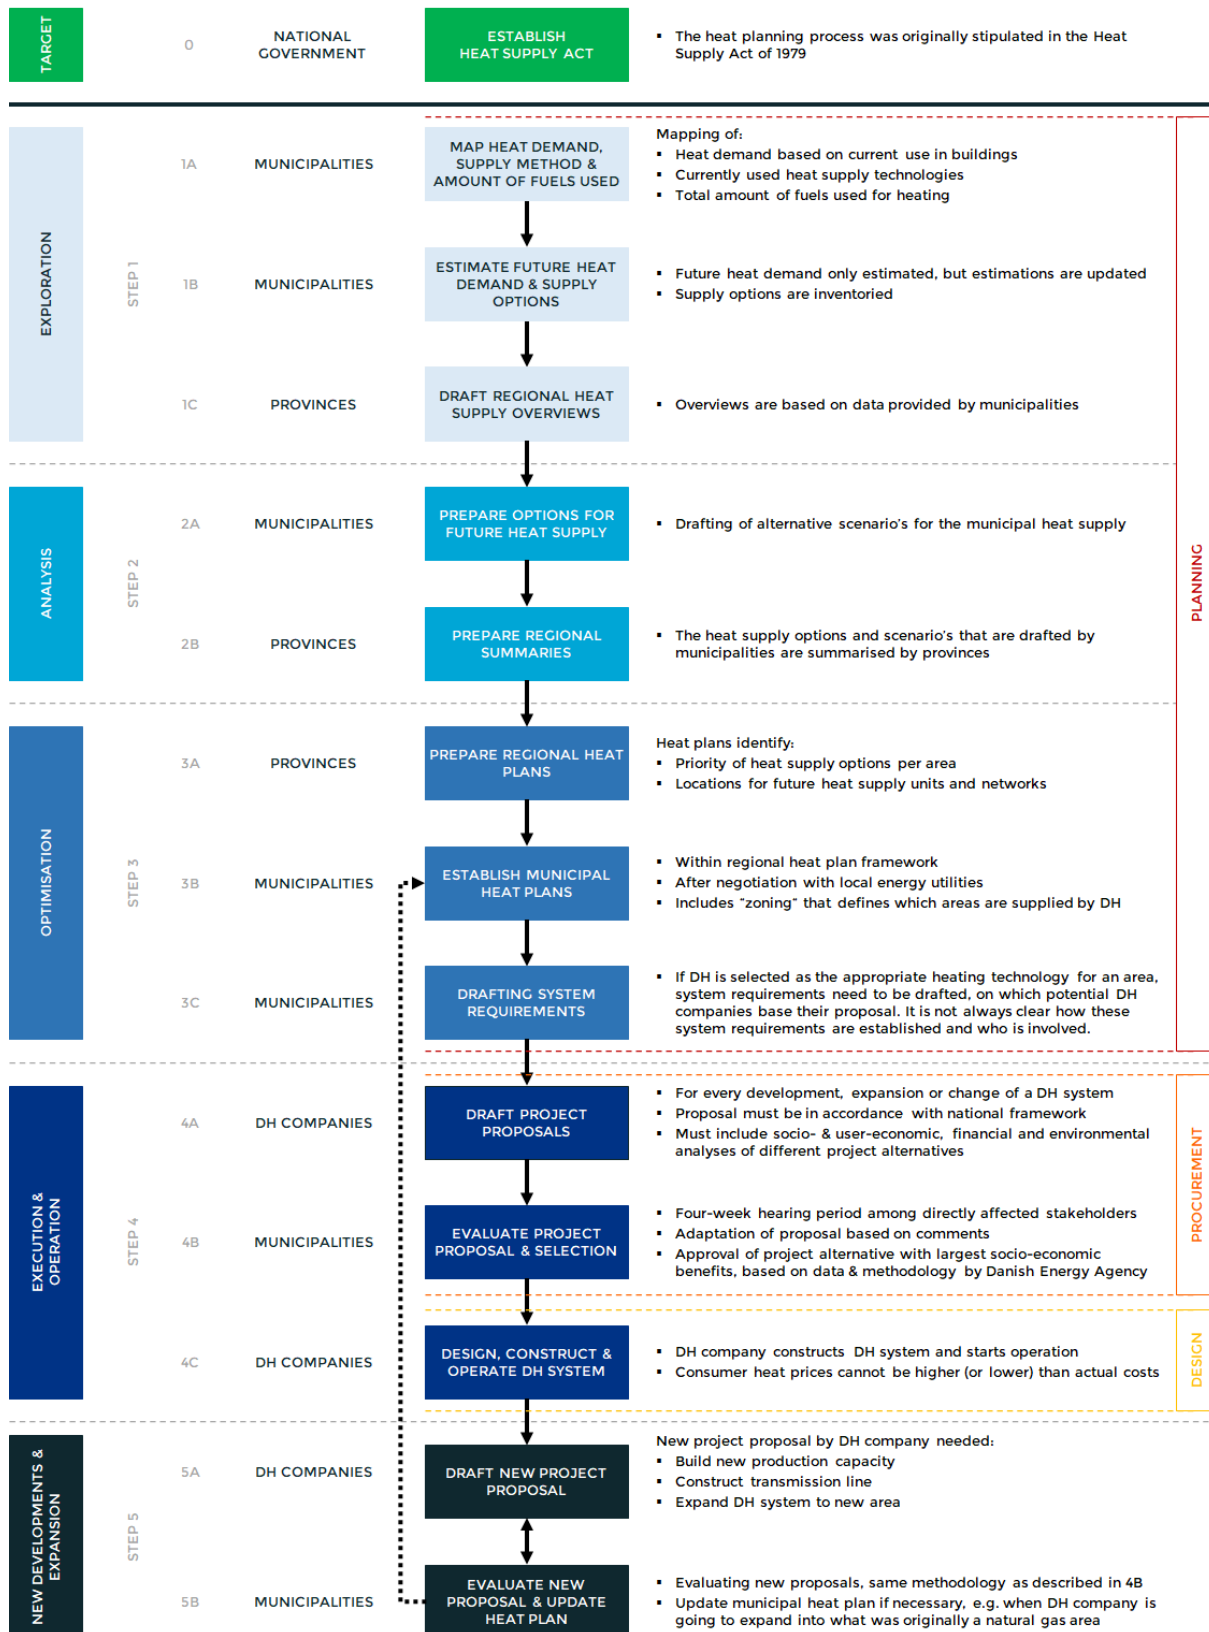 TARGET
0
NATIONAL
GOVERNMENT
ESTABLISH
HEAT SUPPLY ACT
▪ The heat planning process was originally stipulated in the Heat
Supply Act of 1979
EXPLORATION
STEP 1
1A
MUNICIPALITIES
MAP HEAT DEMAND,
SUPPLY METHOD &
AMOUNT OF FUELS USED
Mapping of:
▪ Heat demand based on current use in buildings
▪ Currently used heat supply technologies
▪ Total amount of fuels used for heating
1B
MUNICIPALITIES
ESTIMATE FUTURE HEAT
DEMAND & SUPPLY
OPTIONS
▪ Future heat demand only estimated, but estimations are updated
▪ Supply options are inventoried
1C
PROVINCES
DRAFT REGIONAL HEAT
SUPPLY OVERVIEWS
▪ Overviews are based on data provided by municipalities
ANALYSIS
STEP 2
2A
MUNICIPALITIES
PREPARE OPTIONS FOR
FUTURE HEAT SUPPLY
▪ Drafting of alternative scenario's for the municipal heat supply
2B
PROVINCES
PREPARE REGIONAL
SUMMARIES
▪ The heat supply options and scenario's that are drafted by
municipalities are summarised by provinces
OPTIMISATION
STEP 3
3A
PROVINCES
PREPARE REGIONAL HEAT
PLANS
Heat plans identify:
▪ Priority of heat supply options per area
▪ Locations for future heat supply units and networks
3B
MUNICIPALITIES
ESTABLISH MUNICIPAL
HEAT PLANS
▪ Within regional heat plan framework
▪ After negotiation with local energy utilities
▪ Includes "zoning" that defines which areas are supplied by DH
3C
MUNICIPALITIES
DRAFTING SYSTEM
REQUIREMENTS
▪ If DH is selected as the appropriate heating technology for an area,
system requirements need to be drafted, on which potential DH
companies base their proposal. It is not always clear how these
system requirements are established and who is involved.
PLANNING
EXECUTION &
OPERATION
STEP 4
4A
DH COMPANIES
DRAFT PROJECT
PROPOSALS
▪ For every development, expansion or change of a DH system
▪ Proposal must be in accordance with national framework
▪ Must include socio- & user-economic, financial and environmental
analyses of different project alternatives
4B
MUNICIPALITIES
EVALUATE PROJECT
PROPOSAL & SELECTION
▪ Four-week hearing period among directly affected stakeholders
▪ Adaptation of proposal based on comments
▪ Approval of project alternative with largest socio-economic
benefits, based on data & methodology by Danish Energy Agency
PROCUREMENT
4C
DH COMPANIES
DESIGN, CONSTRUCT &
OPERATE DH SYSTEM
▪ DH company constructs DH system and starts operation
▪ Consumer heat prices cannot be higher (or lower) than actual costs
DESIGN
NEW DEVELOPMENTS &
EXPANSION
STEP 5
5A
DH COMPANIES
DRAFT NEW PROJECT
PROPOSAL
New project proposal by DH company needed:
▪ Build new production capacity
▪ Construct transmission line
▪ Expand DH system to new area
5B
MUNICIPALITIES
EVALUATE NEW
PROPOSAL & UPDATE
HEAT PLAN
▪ Evaluating new proposals, same methodology as described in 4B
▪ Update municipal heat plan if necessary, e.g. when DH company is
going to expand into what was originally a natural gas area